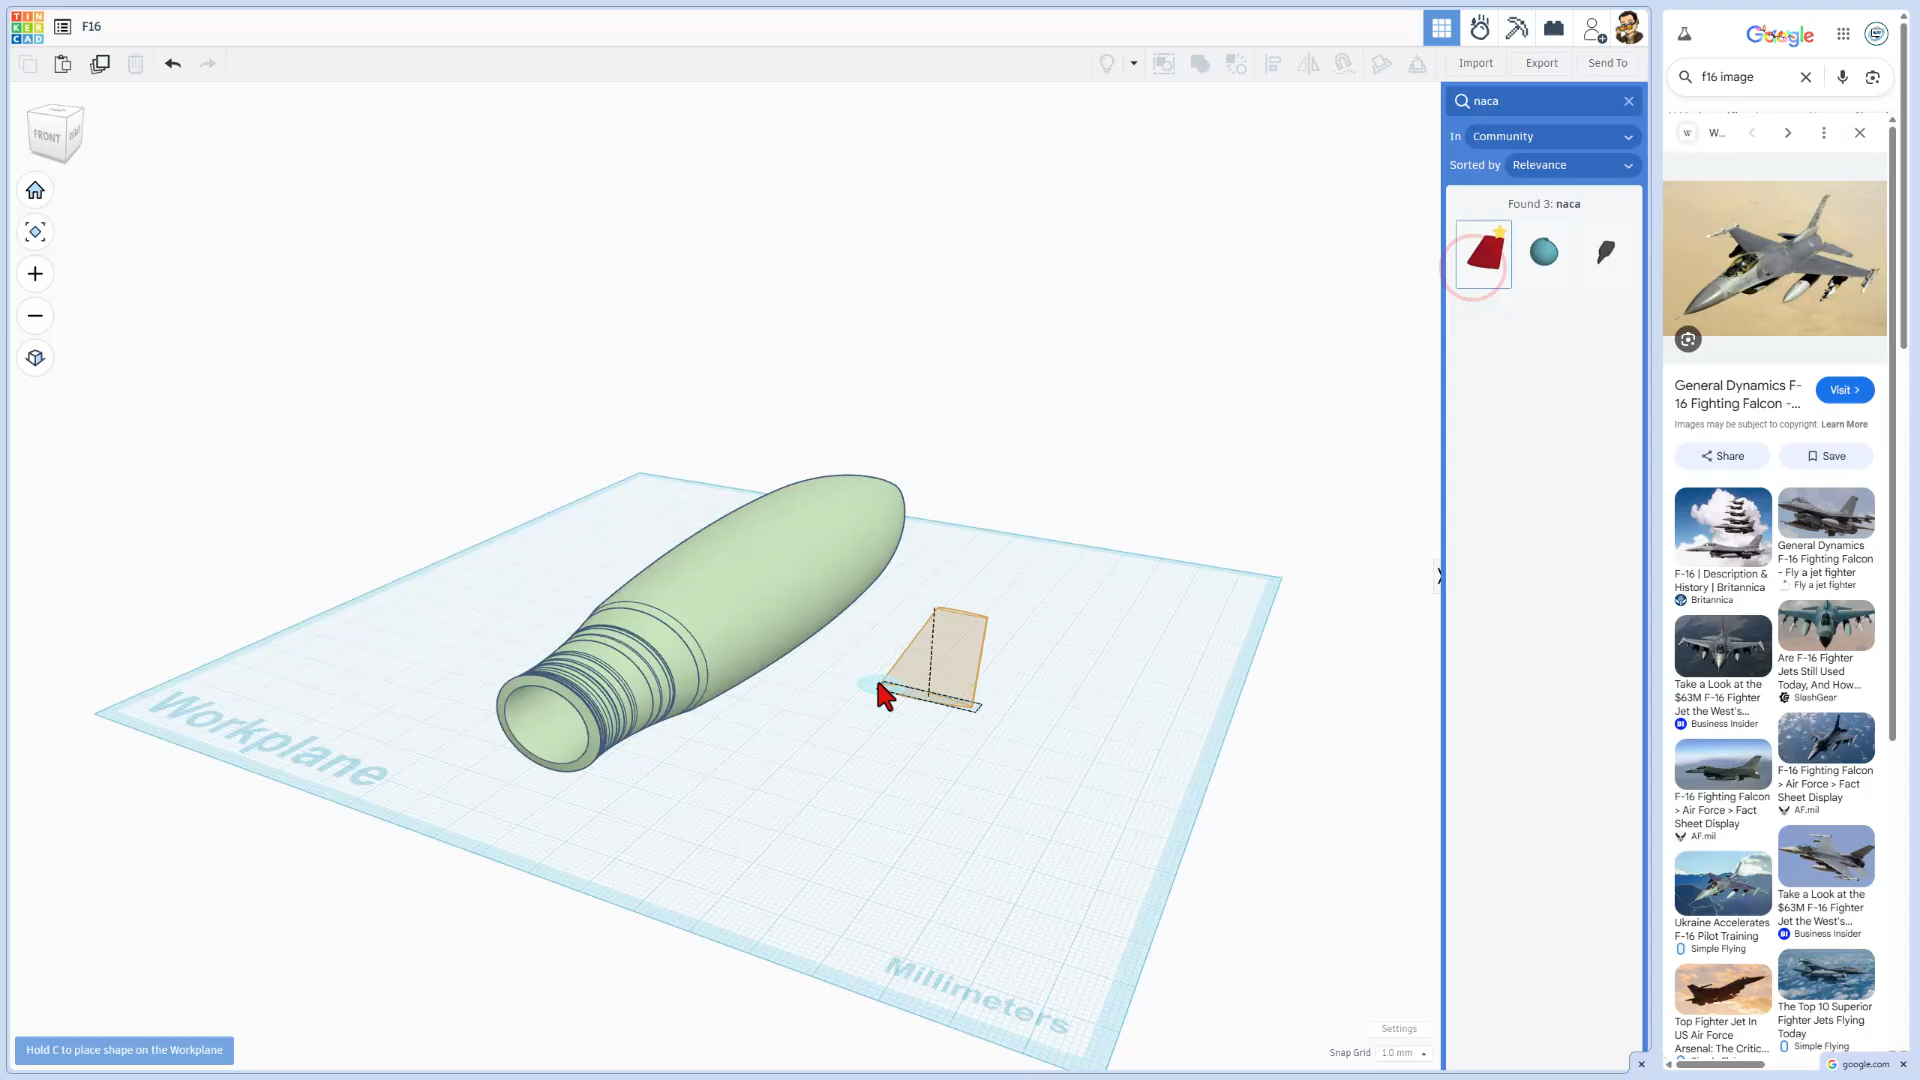 TIN
KER
CAD
F16
Import
Export
Send To
FRONT
RIGHT
naca
In
Community
Sorted by
Relevance
Found 3: naca
Workplane
Millimeters
Settings
Snap Grid
1.0 mm
Hold C to place shape on the Workplane
Google
f16 image
W
W...
General Dynamics F-
16 Fighting Falcon -...
Visit >
Images may be subject to copyright. Learn More
Share
Save
F-16 | Description &
History | Britannica
Britannica
General Dynamics
F-16 Fighting Falcon
- Fly a jet fighter
Fly a jet fighter
Take a Look at the
$63M F-16 Fighter
Jet the West's...
BI Business Insider
Are F-16 Fighter
Jets Still Used
Today, And How...
SlashGear
F-16 Fighting Falcon
> Air Force > Fact
Sheet Display
AF.mil
F-16 Fighting Falcon
> Air Force > Fact
Sheet Display
AF.mil
Ukraine Accelerates
F-16 Pilot Training
Simple Flying
Take a Look at the
$63M F-16 Fighter
Jet the West's...
BI Business Insider
Top Fighter Jet In
US Air Force
Arsenal: The Critic...
The Top 10 Superior
Fighter Jets Flying
Today
Simple Flying
google.com